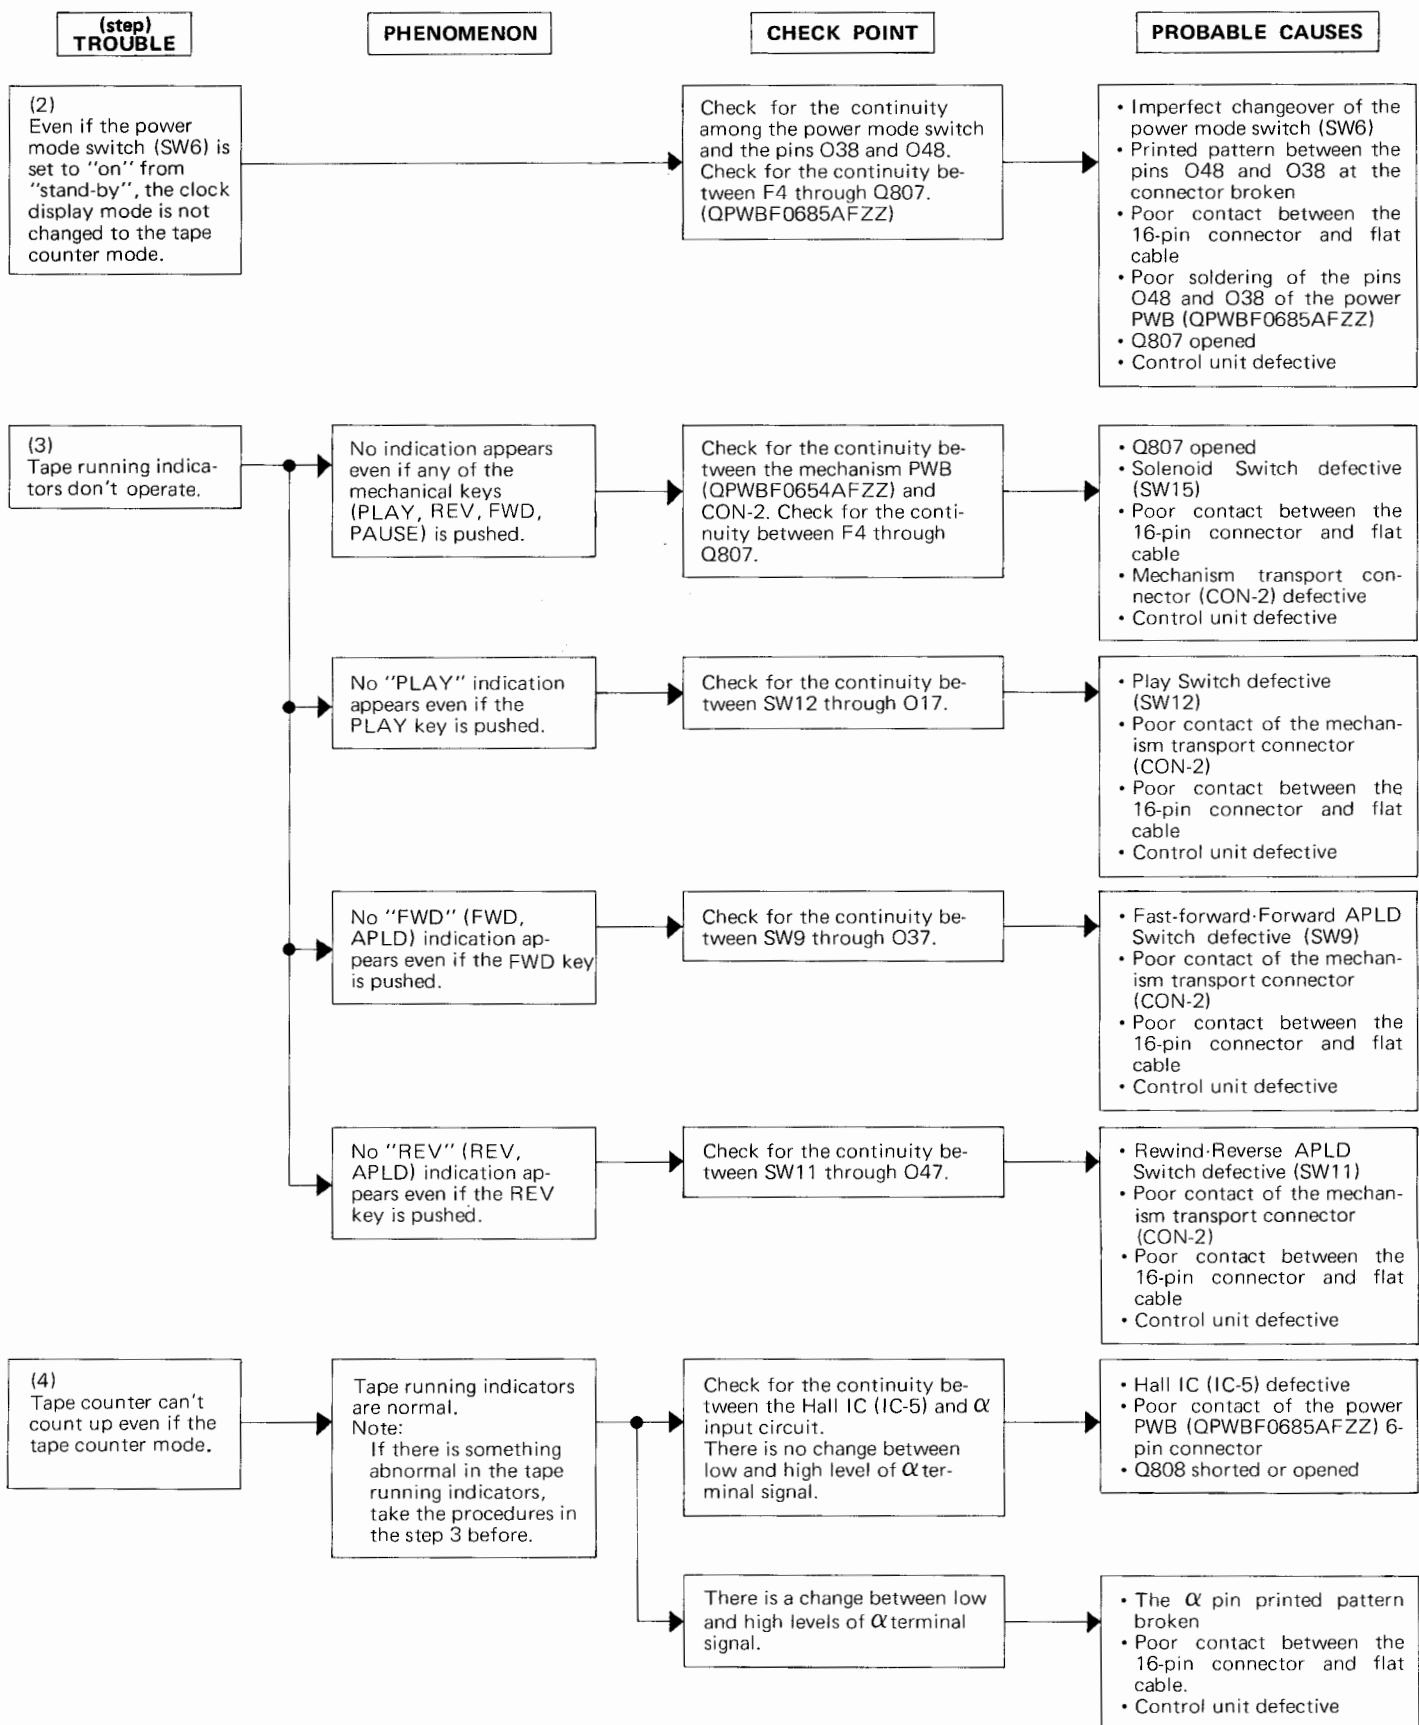 (step)
TROUBLE
PHENOMENON
CHECK POINT
PROBABLE CAUSES
(2)
Even if the power
mode switch (SW6) is
set to "on" from
"stand-by", the clock
display mode is not
changed to the tape
counter mode.
Check for the continuity
among the power mode switch
and the pins O38 and O48.
Check for the continuity be-
tween F4 through Q807.
(QPWBF0685AFZZ)
• Imperfect changeover of the
power mode switch (SW6)
• Printed pattern between the
pins O48 and O38 at the
connector broken
• Poor contact between the
16-pin connector and flat
cable
• Poor soldering of the pins
O48 and O38 of the power
PWB (QPWBF0685AFZZ)
• Q807 opened
• Control unit defective
(3)
Tape running indica-
tors don't operate.
No indication appears
even if any of the
mechanical keys
(PLAY, REV, FWD,
PAUSE) is pushed.
Check for the continuity be-
tween the mechanism PWB
(QPWBF0654AFZZ) and
CON-2. Check for the conti-
nuity between F4 through
Q807.
• Q807 opened
• Solenoid Switch defective
(SW15)
• Poor contact between the
16-pin connector and flat
cable
• Mechanism transport con-
nector (CON-2) defective
• Control unit defective
No "PLAY" indication
appears even if the
PLAY key is pushed.
Check for the continuity be-
tween SW12 through O17.
• Play Switch defective
(SW12)
• Poor contact of the mechan-
ism transport connector
(CON-2)
• Poor contact between the
16-pin connector and flat
cable
• Control unit defective
No "FWD" (FWD,
APLD) indication ap-
pears even if the FWD key
is pushed.
Check for the continuity be-
tween SW9 through O37.
• Fast-forward·Forward APLD
Switch defective (SW9)
• Poor contact of the mechan-
ism transport connector
(CON-2)
• Poor contact between the
16-pin connector and flat
cable
• Control unit defective
No "REV" (REV,
APLD) indication ap-
pears even if the REV
key is pushed.
Check for the continuity be-
tween SW11 through O47.
• Rewind·Reverse APLD
Switch defective (SW11)
• Poor contact of the mechan-
ism transport connector
(CON-2)
• Poor contact between the
16-pin connector and flat
cable
• Control unit defective
(4)
Tape counter can't
count up even if the
tape counter mode.
Tape running indicators
are normal.
Note:
If there is something
abnormal in the tape
running indicators,
take the procedures in
the step 3 before.
Check for the continuity be-
tween the Hall IC (IC-5) and α
input circuit.
There is no change between
low and high level of α ter-
minal signal.
• Hall IC (IC-5) defective
• Poor contact of the power
PWB (QPWBF0685AFZZ) 6-
pin connector
• Q808 shorted or opened
There is a change between low
and high levels of α terminal
signal.
• The α pin printed pattern
broken
• Poor contact between the
16-pin connector and flat
cable.
• Control unit defective